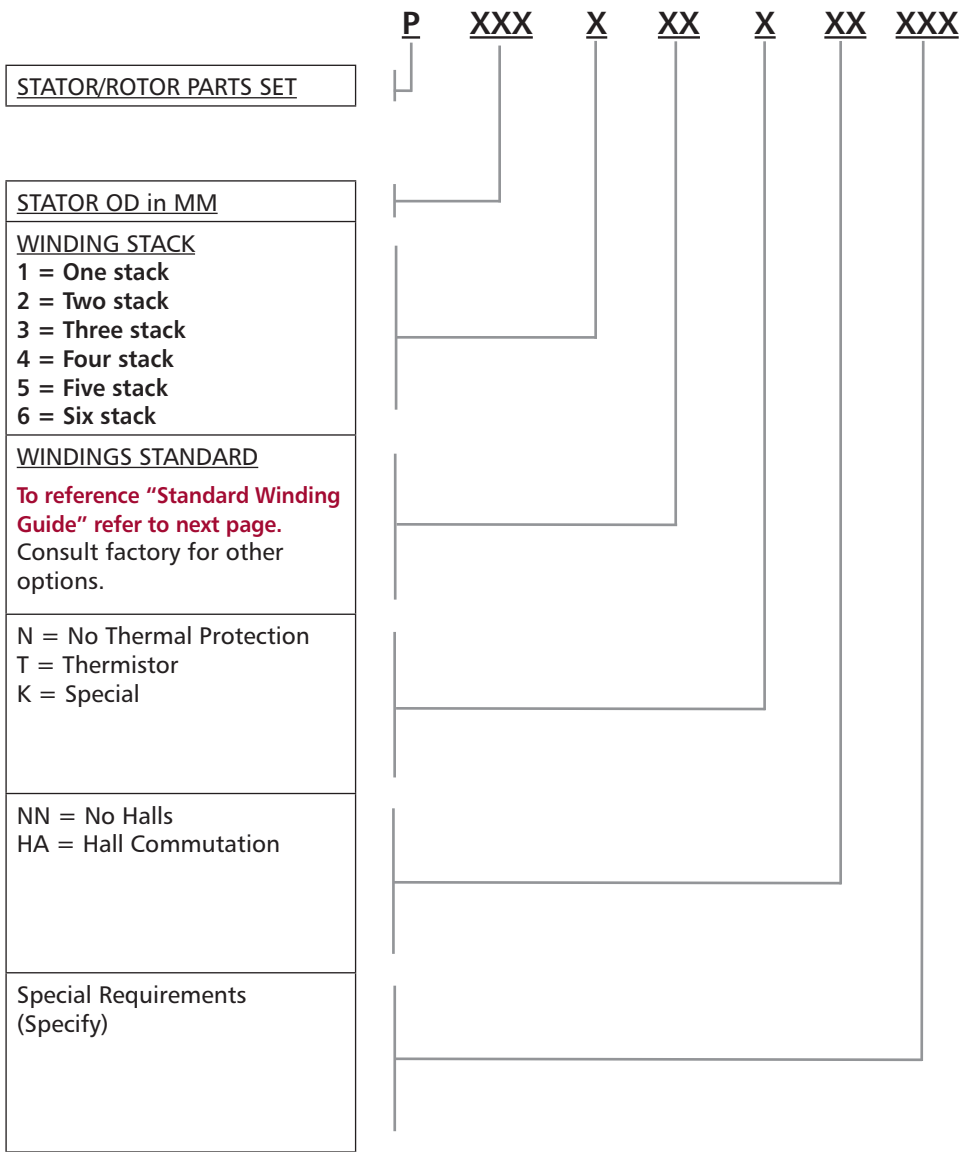 P XXX X XX X XX XXX
STATOR/ROTOR PARTS SET
STATOR OD in MM
WINDING STACK
1 = One stack
2 = Two stack
3 = Three stack
4 = Four stack
5 = Five stack
6 = Six stack
WINDINGS STANDARD
To reference “Standard Winding
Guide” refer to next page.
Consult factory for other
options.
N = No Thermal Protection
T = Thermistor
K = Special
NN = No Halls
HA = Hall Commutation
Special Requirements
(Specify)